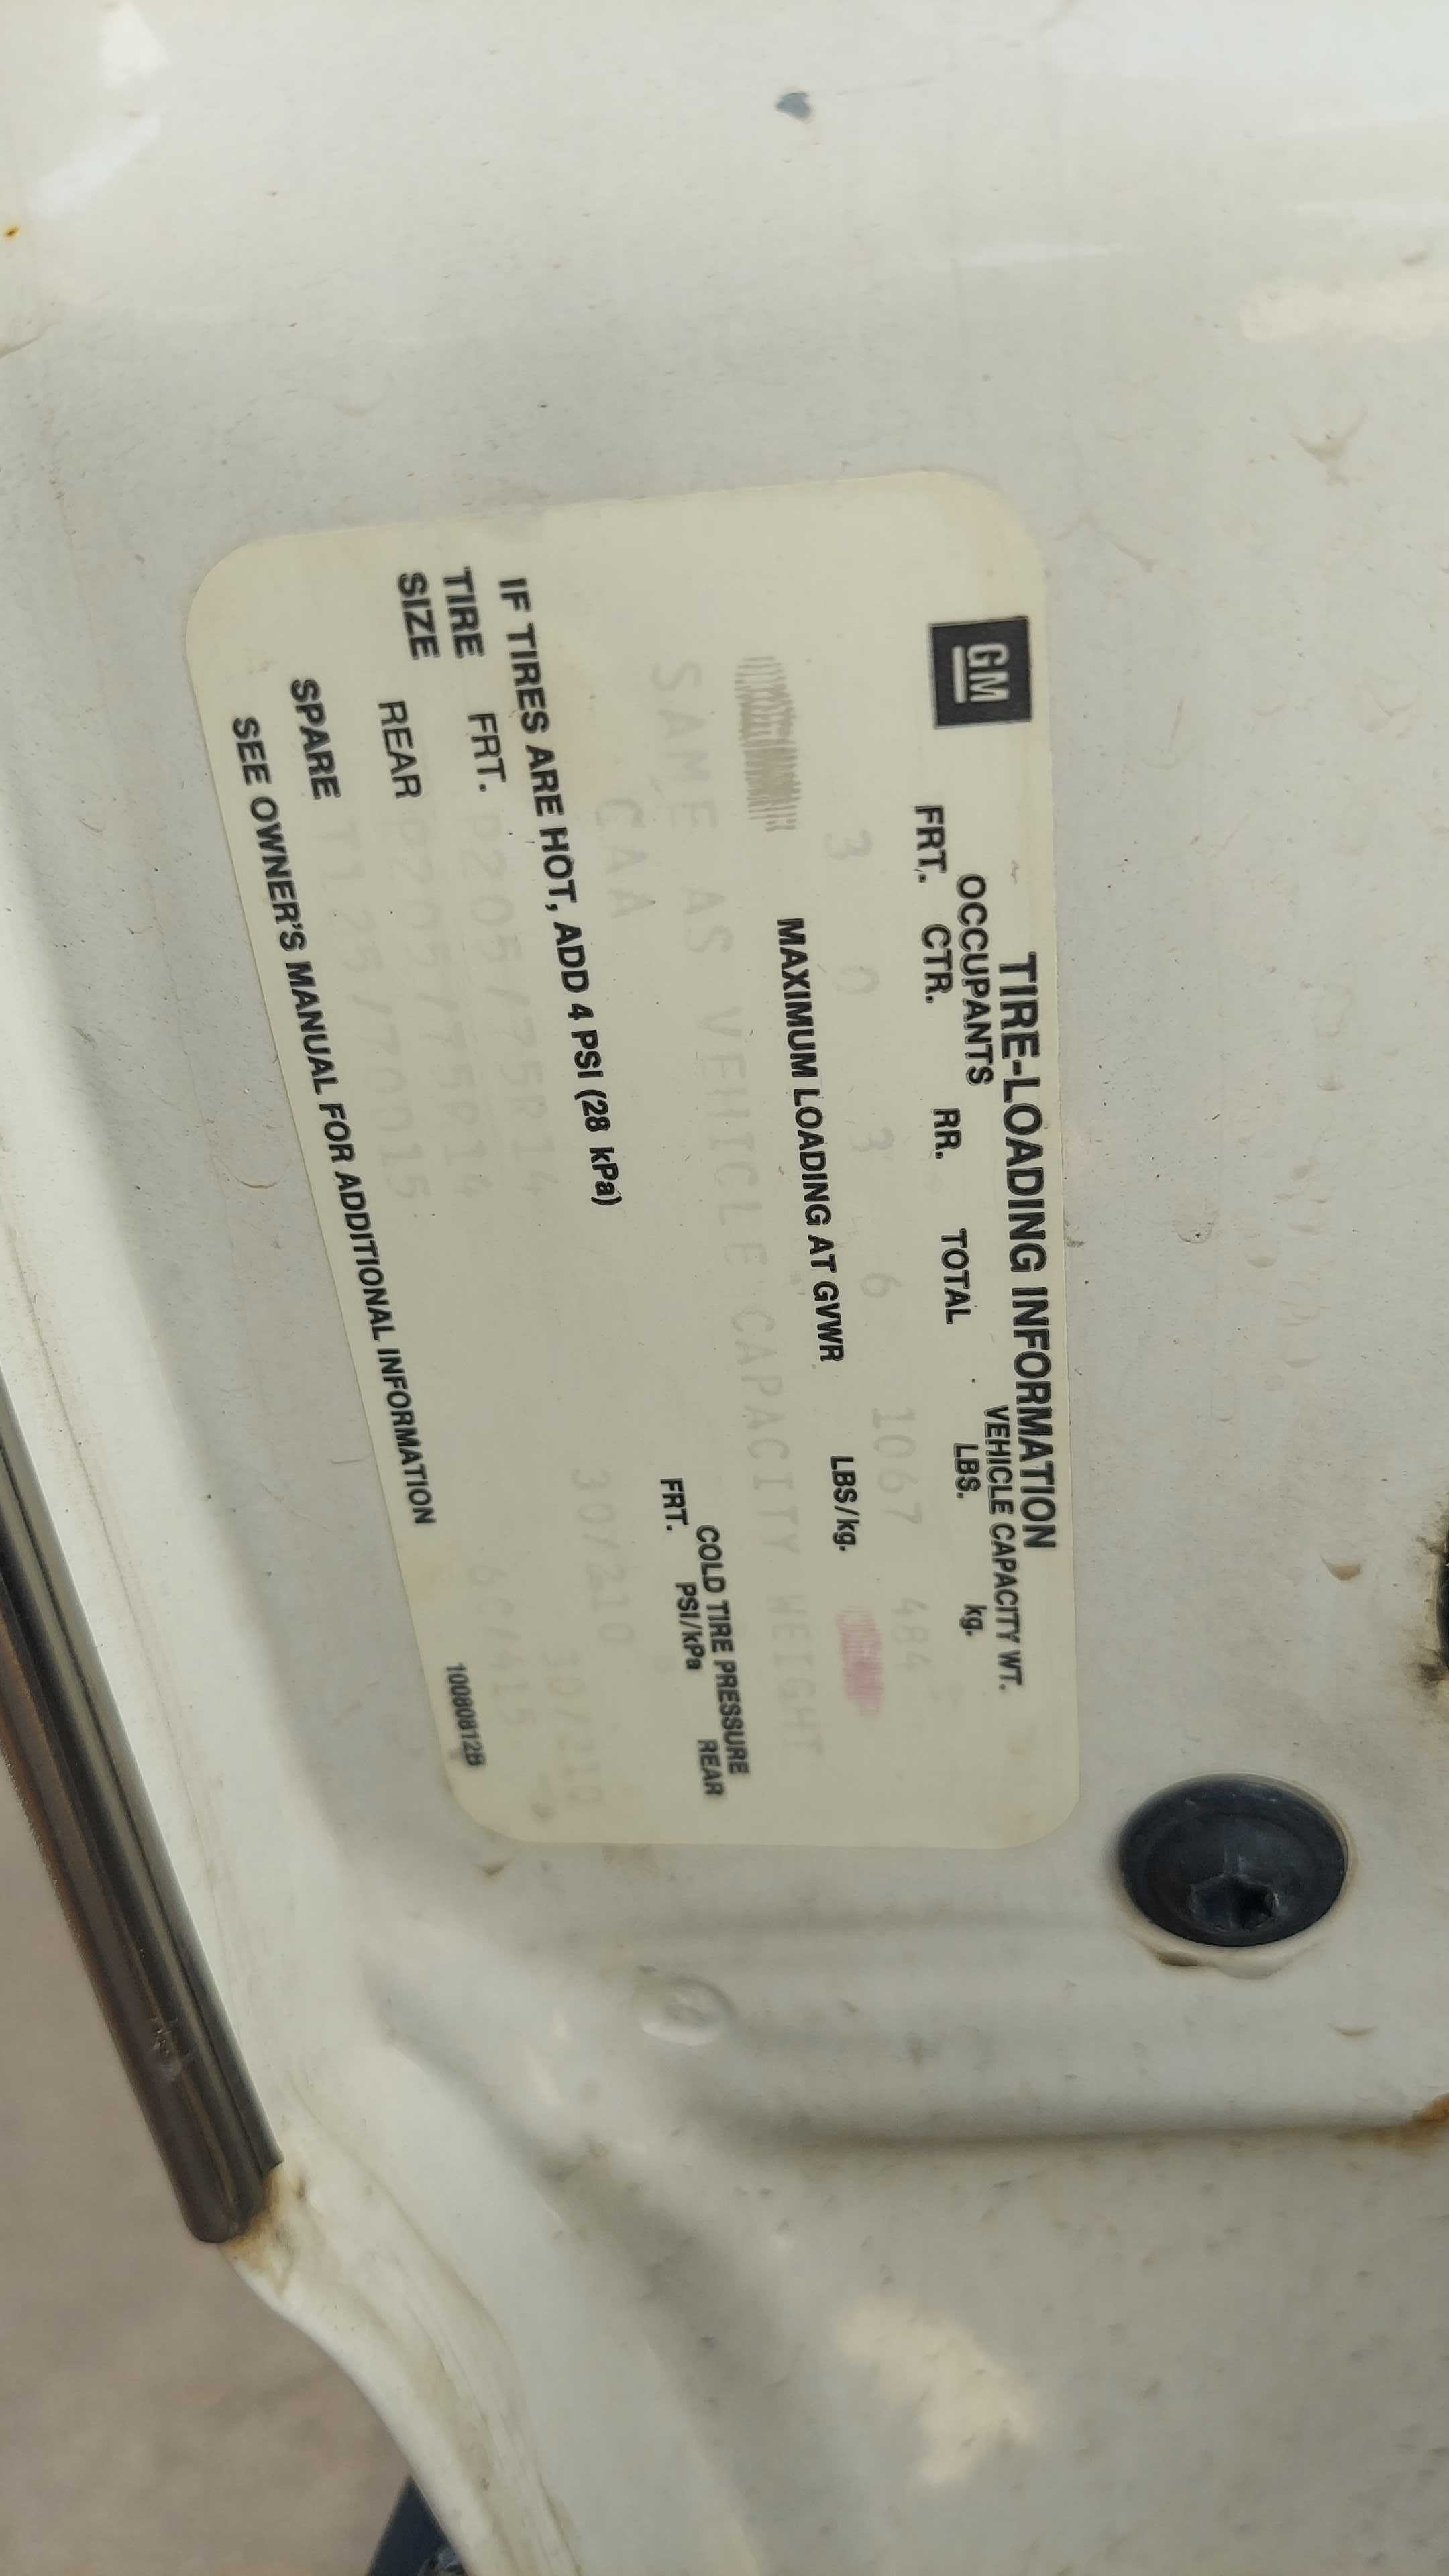 GM
TIRE-LOADING INFORMATION
OCCUPANTS VEHICLE CAPACITY WT.
FRT. CTR. RR. TOTAL LBS. kg.
3 0 3 6 1067 484
MAXIMUM LOADING AT GVWR LBS/kg.
SAME AS VEHICLE CAPACITY WEIGHT
COLD TIRE PRESSURE
CAA FRT. PSI/kPa REAR
IF TIRES ARE HOT, ADD 4 PSI (28 kPa)
TIRE SIZE
FRT. P205/75R14 30/210
REAR P205/75R14 30/210
SPARE T125/70D15 60/415
SEE OWNER'S MANUAL FOR ADDITIONAL INFORMATION
10080812B